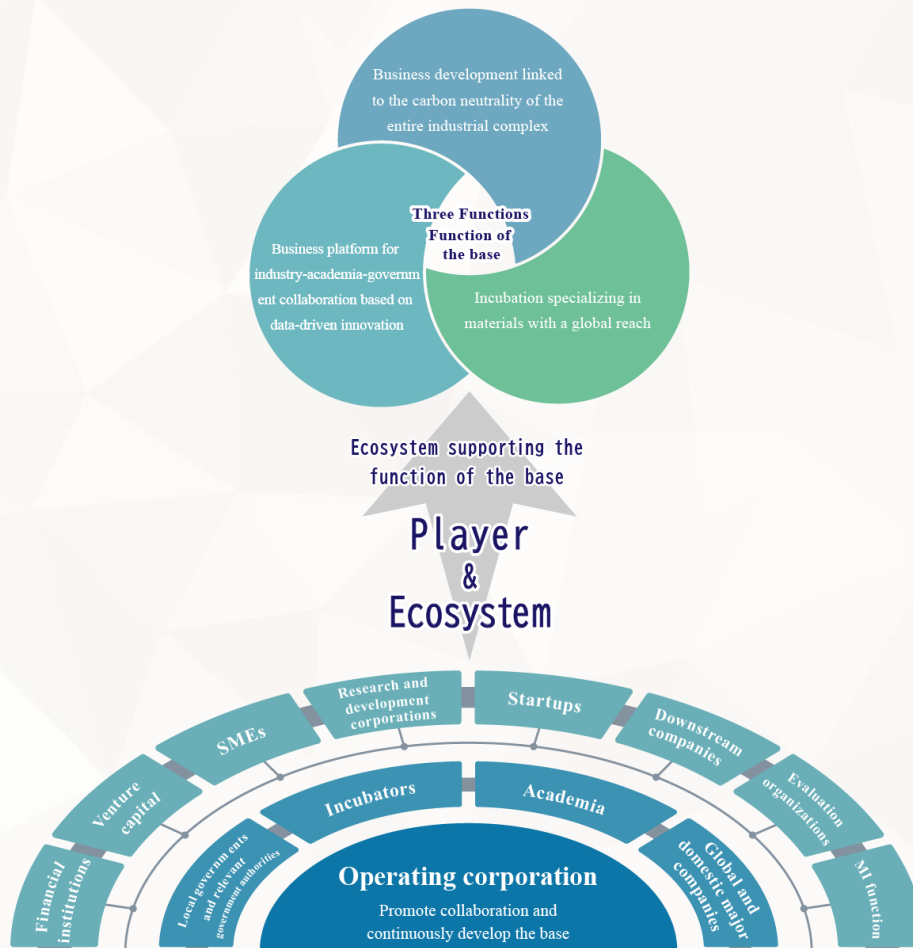 Business development linked
to the carbon neutrality of the
entire industrial complex
Three Functions
Function of
the base
Business platform for
industry-academia-governm
ent collaboration based on
data-driven innovation
Incubation specializing in
materials with a global reach
Ecosystem supporting the
function of the base
Player
&
Ecosystem
Financial
institutions
Venture
capital
SMEs
Research and
development
corporations
Startups
Downstream
companies
Evaluation
organizations
MI function
Local governments
and relevant
government authorities
Incubators
Academia
Global and
domestic major
companies
Operating corporation
Promote collaboration and
continuously develop the base